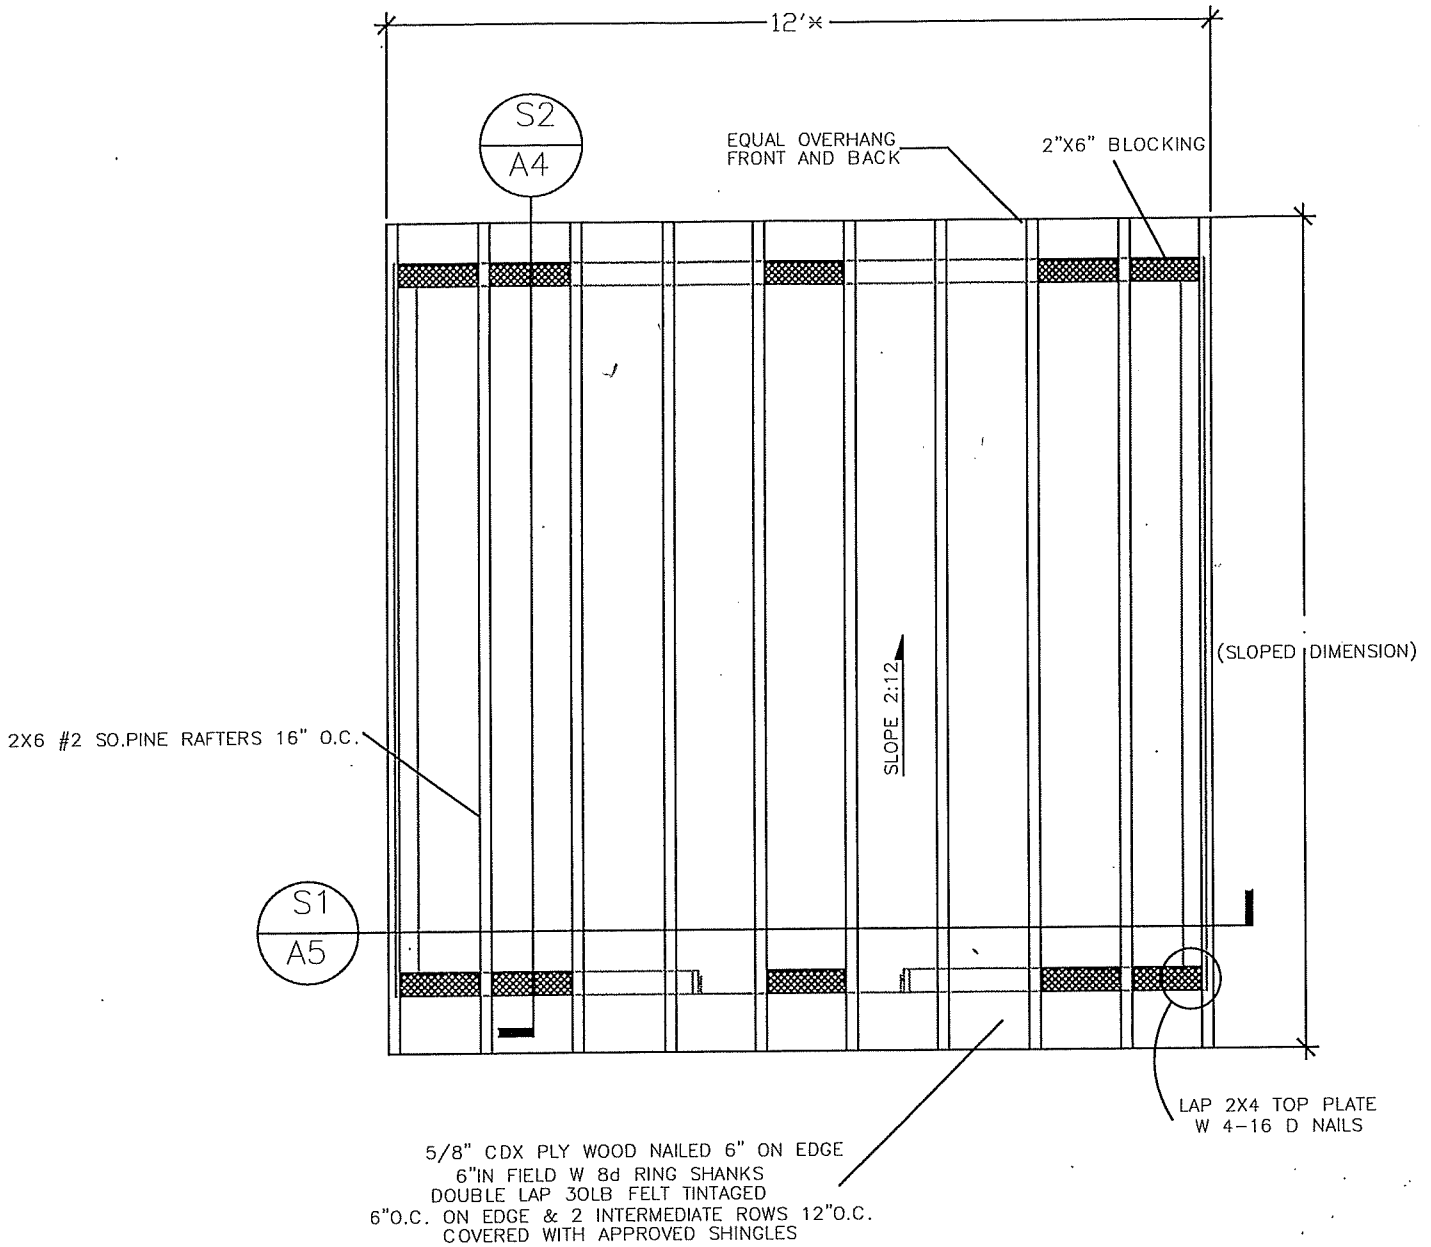 12'×
S2
A4
EQUAL OVERHANG
FRONT AND BACK
2"X6" BLOCKING
(SLOPED DIMENSION)
SLOPE 2:12
2X6 #2 SO.PINE RAFTERS 16" O.C.
S1
A5
LAP 2X4 TOP PLATE
W 4-16 D NAILS
5/8" CDX PLY WOOD NAILED 6" ON EDGE
6"IN FIELD W 8d RING SHANKS
DOUBLE LAP 30LB FELT TINTAGED
6"O.C. ON EDGE & 2 INTERMEDIATE ROWS 12"O.C.
COVERED WITH APPROVED SHINGLES